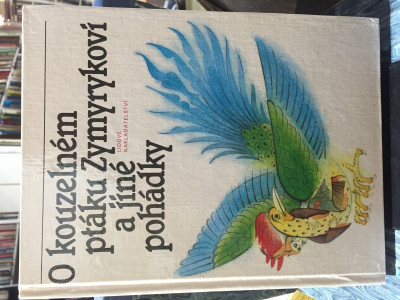 O kouzelném
ptáku Zymyrykovi
a jiné
pohádky
LIDOVÉ
NAKLADATELSTVÍ